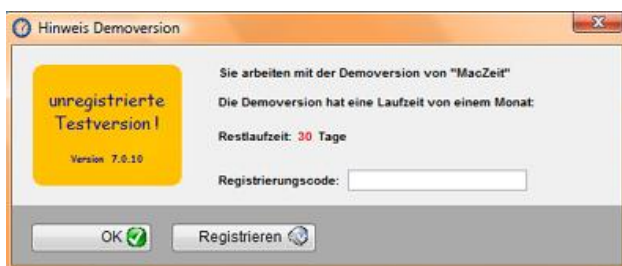 Hinweis Demoversion
unregistrierte
Testversion !
Version 7.0.10
Sie arbeiten mit der Demoversion von "MacZeit"
Die Demoversion hat eine Laufzeit von einem Monat:
Restlaufzeit: 30 Tage
Registrierungscode:
OK
Registrieren